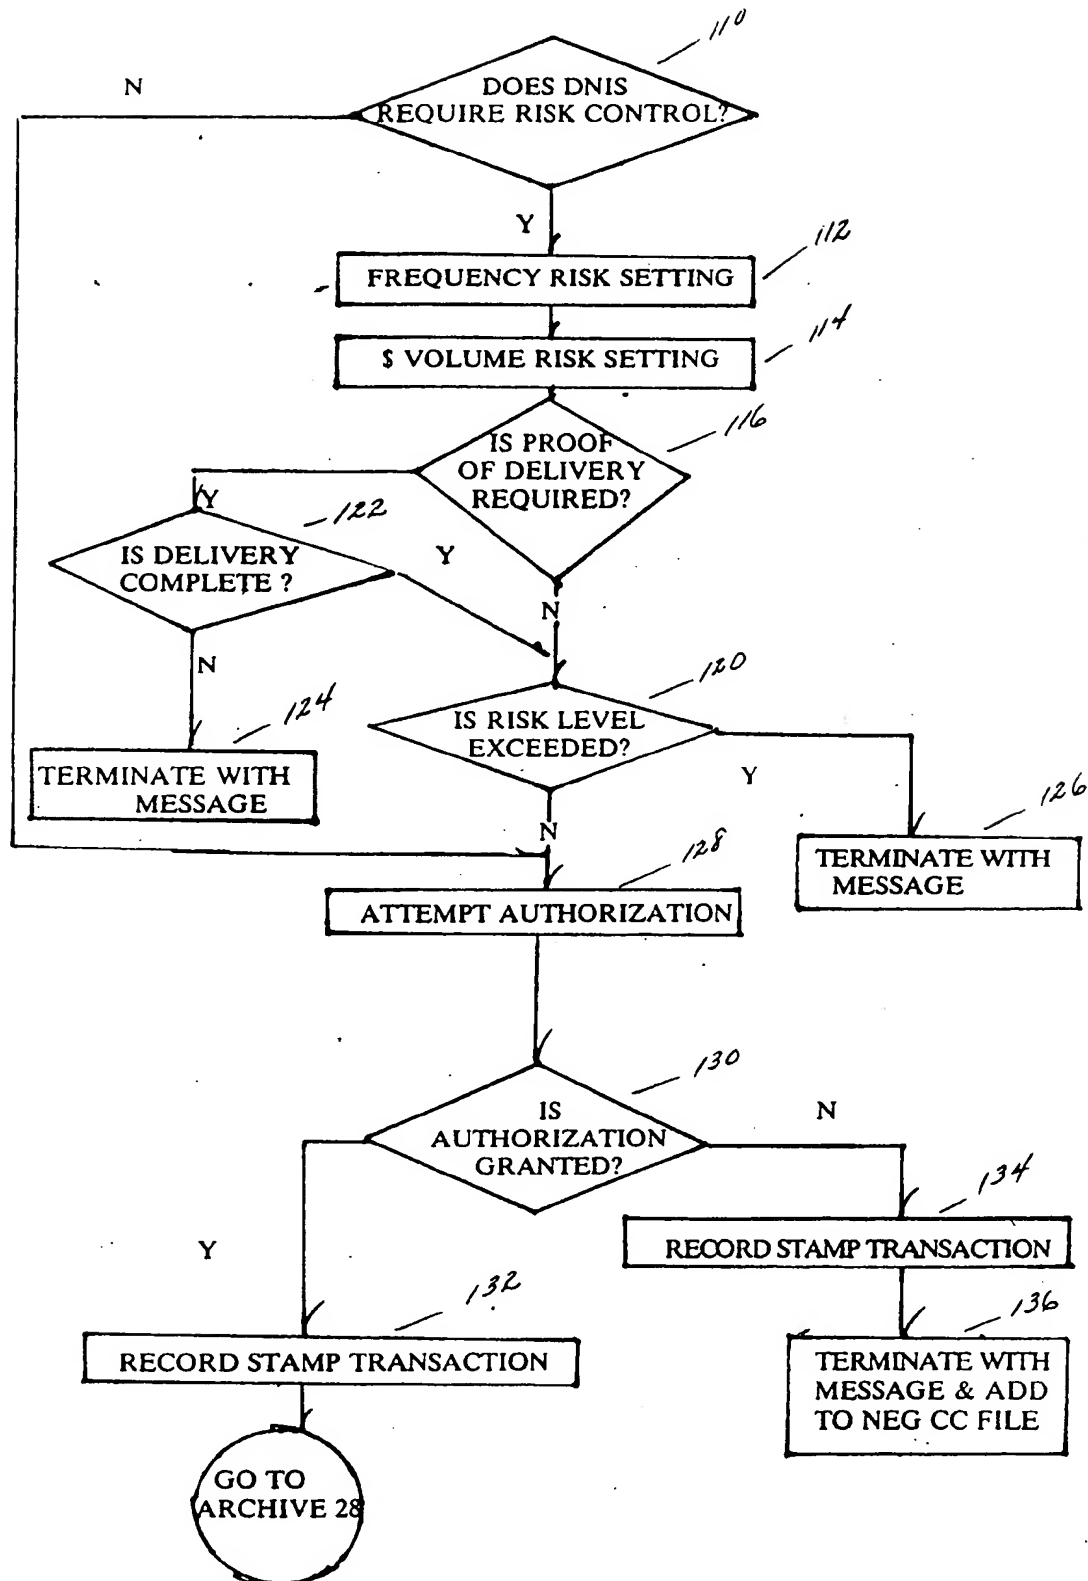 110
N
DOES DNIS
REQUIRE RISK CONTROL?
Y
112
FREQUENCY RISK SETTING
114
$ VOLUME RISK SETTING
116
IS PROOF
OF DELIVERY
REQUIRED?
Y
122
IS DELIVERY
COMPLETE ?
Y
N
N
120
IS RISK LEVEL
EXCEEDED?
124
TERMINATE WITH
MESSAGE
Y
126
N
128
TERMINATE WITH
MESSAGE
ATTEMPT AUTHORIZATION
130
IS
AUTHORIZATION
GRANTED?
N
134
Y
RECORD STAMP TRANSACTION
132
136
RECORD STAMP TRANSACTION
TERMINATE WITH
MESSAGE & ADD
TO NEG CC FILE
GO TO
ARCHIVE 28